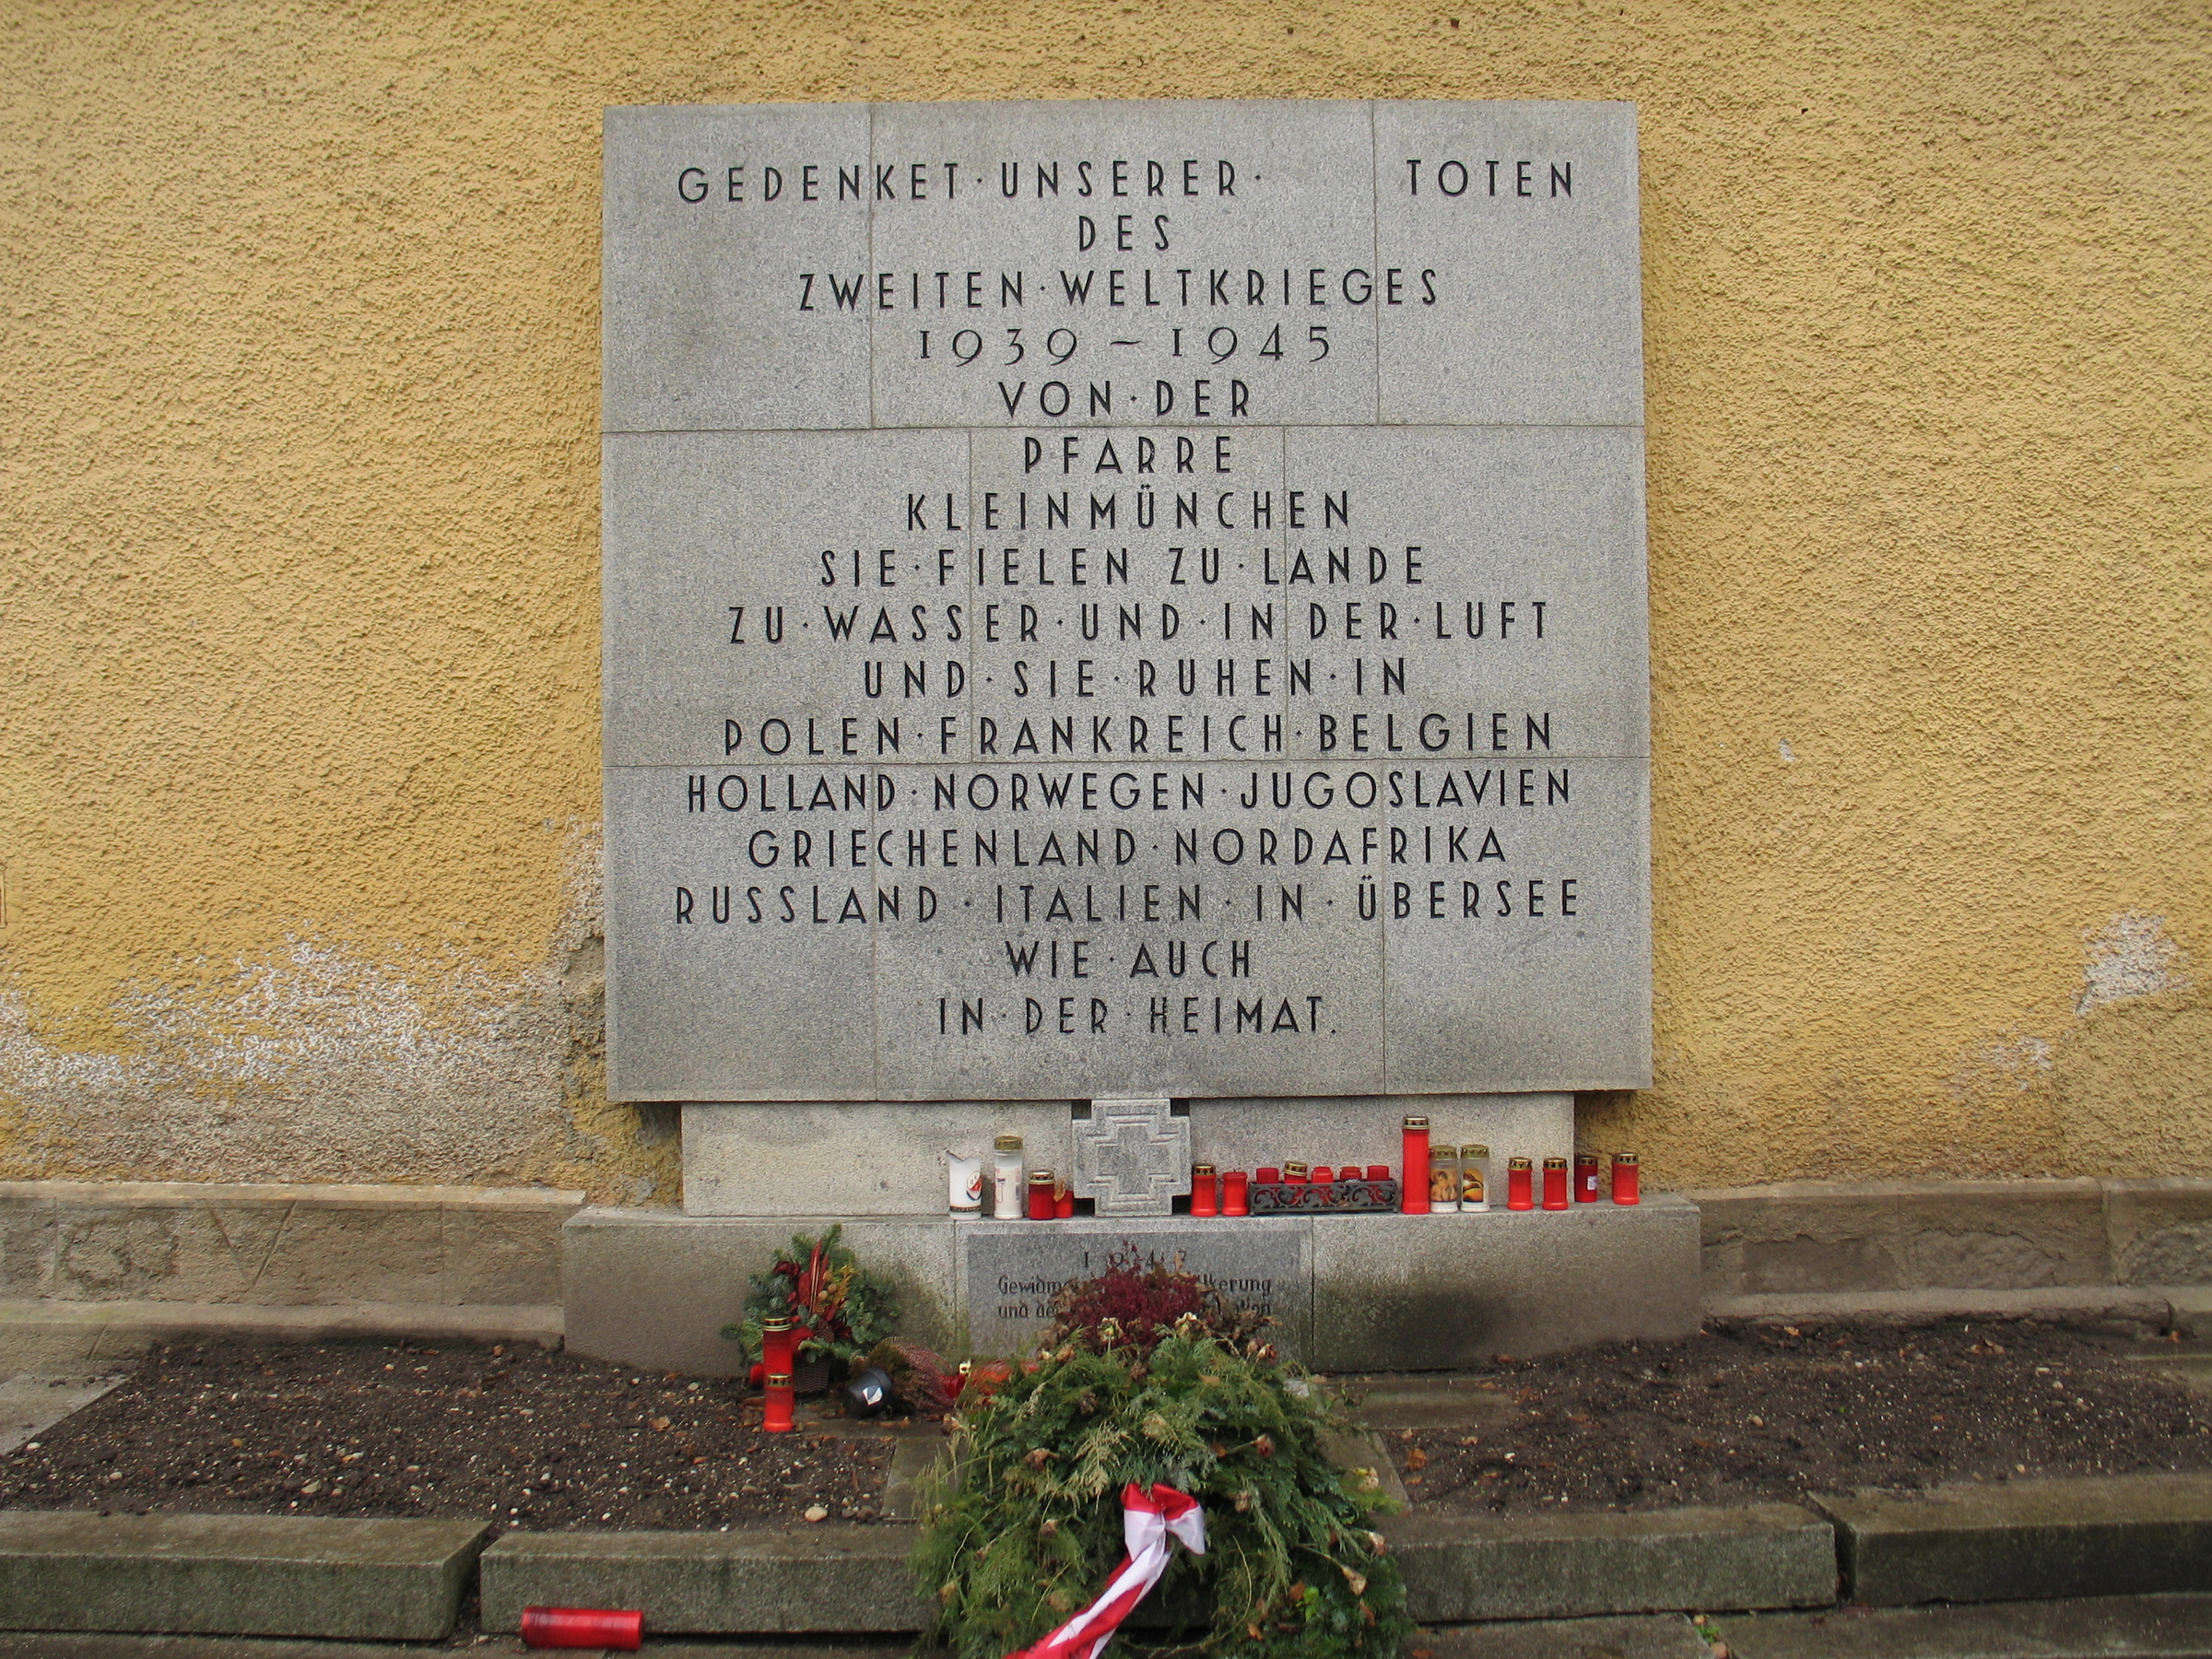 GEDENKET·UNSERER· TOTEN
DES
ZWEITEN·WELTKRIEGES
1939 – 1945
VON·DER
PFARRE
KLEINMÜNCHEN
SIE·FIELEN ZU·LANDE
ZU·WASSER·UND·IN DER·LUFT
UND·SIE·RUHEN·IN
POLEN·FRANKREICH·BELGIEN
HOLLAND·NORWEGEN·JUGOSLAVIEN
GRIECHENLAND·NORDAFRIKA
RUSSLAND·ITALIEN·IN·ÜBERSEE
WIE·AUCH
IN·DER·HEIMAT.
und